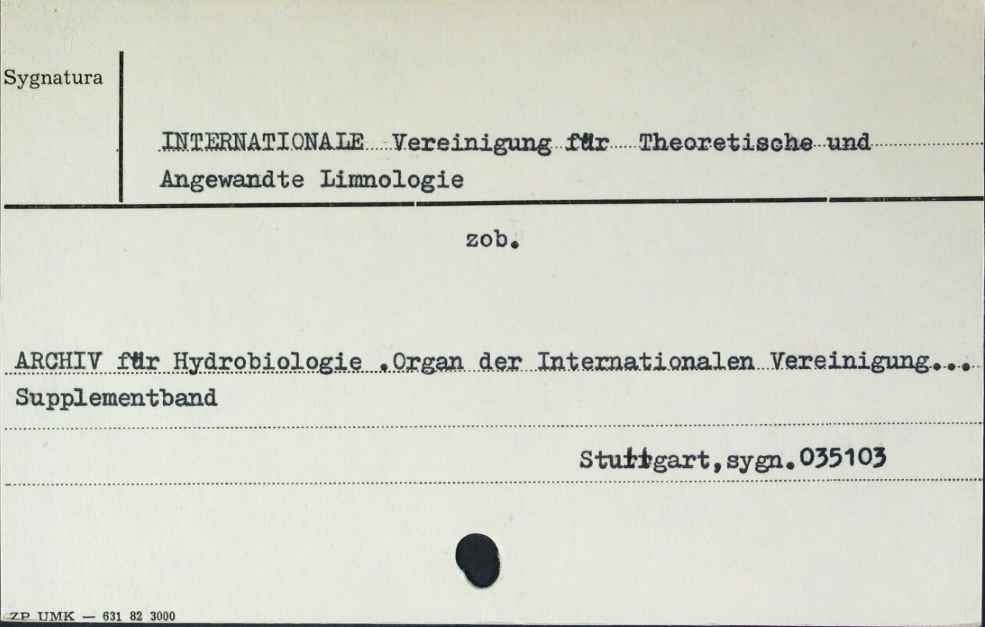 Sygnatura
INTERNATIONALE Vereinigung für Theoretische und
Angewandte Limnologie
zob.
ARCHIV für Hydrobiologie .Organ der Internationalen Vereinigung...
Supplementband
Stuttgart,sygn.035103
ZP UMK — 631 82 3000